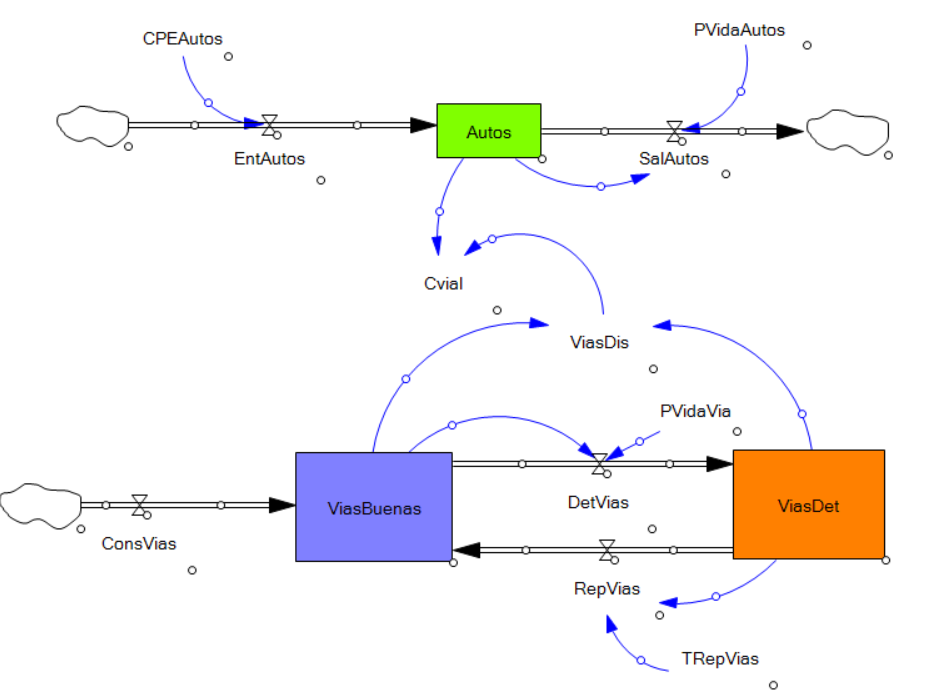 CPEAutos
PVidaAutos
Autos
EntAutos
SalAutos
Cvial
ViasDis
PVidaVia
ViasBuenas
DetVias
ViasDet
ConsVias
RepVias
TRepVias